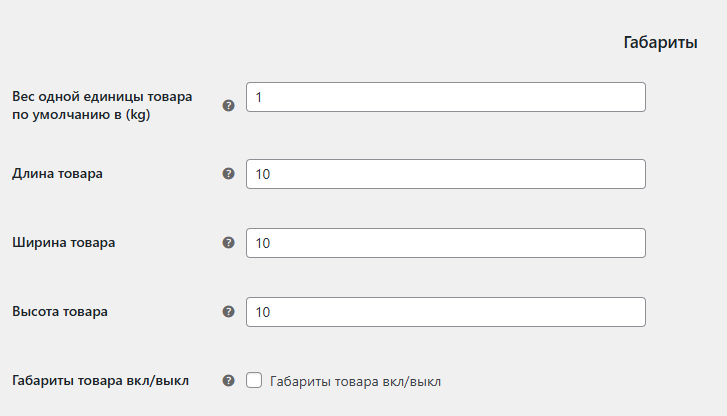 Габариты
Вес одной единицы товара
по умолчанию в (kg)
?
1
Длина товара
?
10
Ширина товара
?
10
Высота товара
?
10
Габариты товара вкл/выкл
?
Габариты товара вкл/выкл